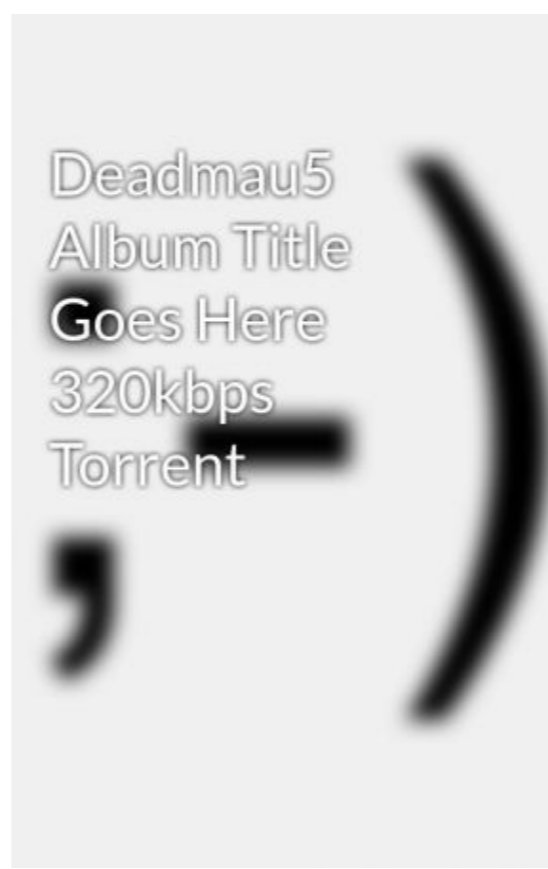 Deadmau5
Album Title
Goes Here
320kbps
Torrent
;-)